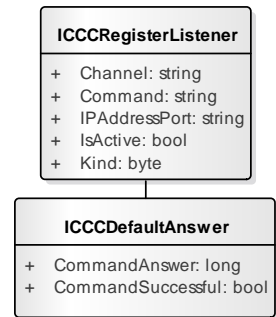 ICCCRegisterListener
+ Channel: string
+ Command: string
+ IPAddressPort: string
+ IsActive: bool
+ Kind: byte
ICCCDefaultAnswer
+ CommandAnswer: long
+ CommandSuccessful: bool